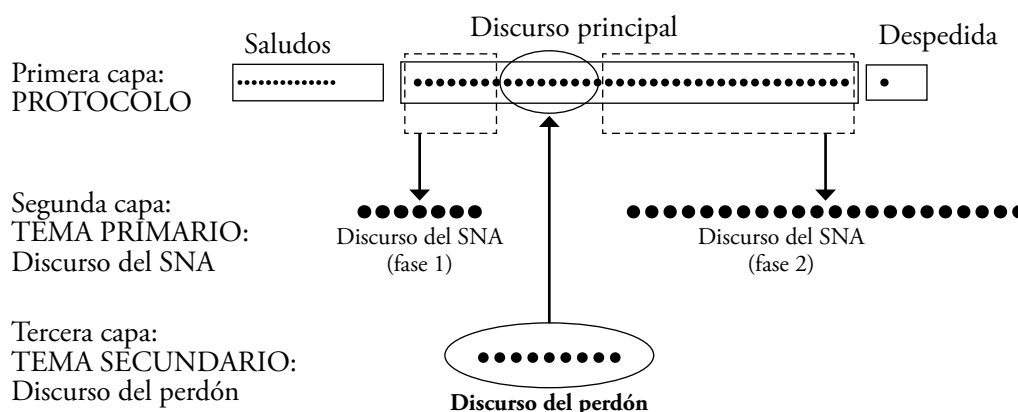 Saludos
Discurso principal
Despedida
Primera capa:
PROTOCOLO
Segunda capa:
TEMA PRIMARIO:
Discurso del SNA
Discurso del SNA
(fase 1)
Discurso del SNA
(fase 2)
Tercera capa:
TEMA SECUNDARIO:
Discurso del perdón
Discurso del perdón